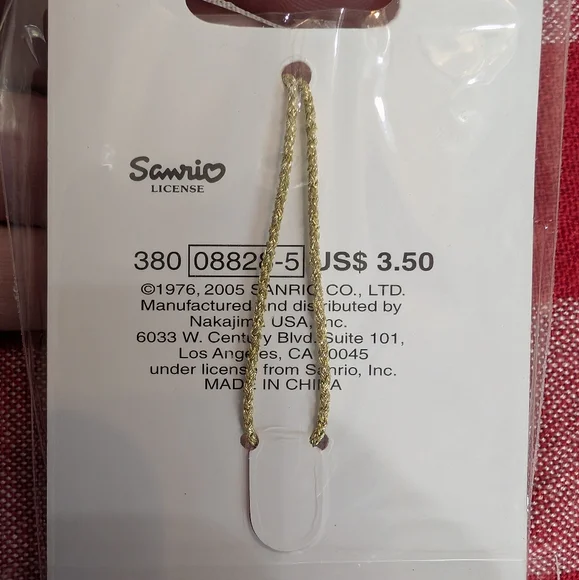 Sanrio
LICENSE
380 08828-5 US$ 3.50
©1976, 2005 SANRIO CO., LTD.
Manufactured and distributed by
Nakajima USA, Inc.
6033 W. Century Blvd. Suite 101,
Los Angeles, CA 90045
under license from Sanrio, Inc.
MADE IN CHINA